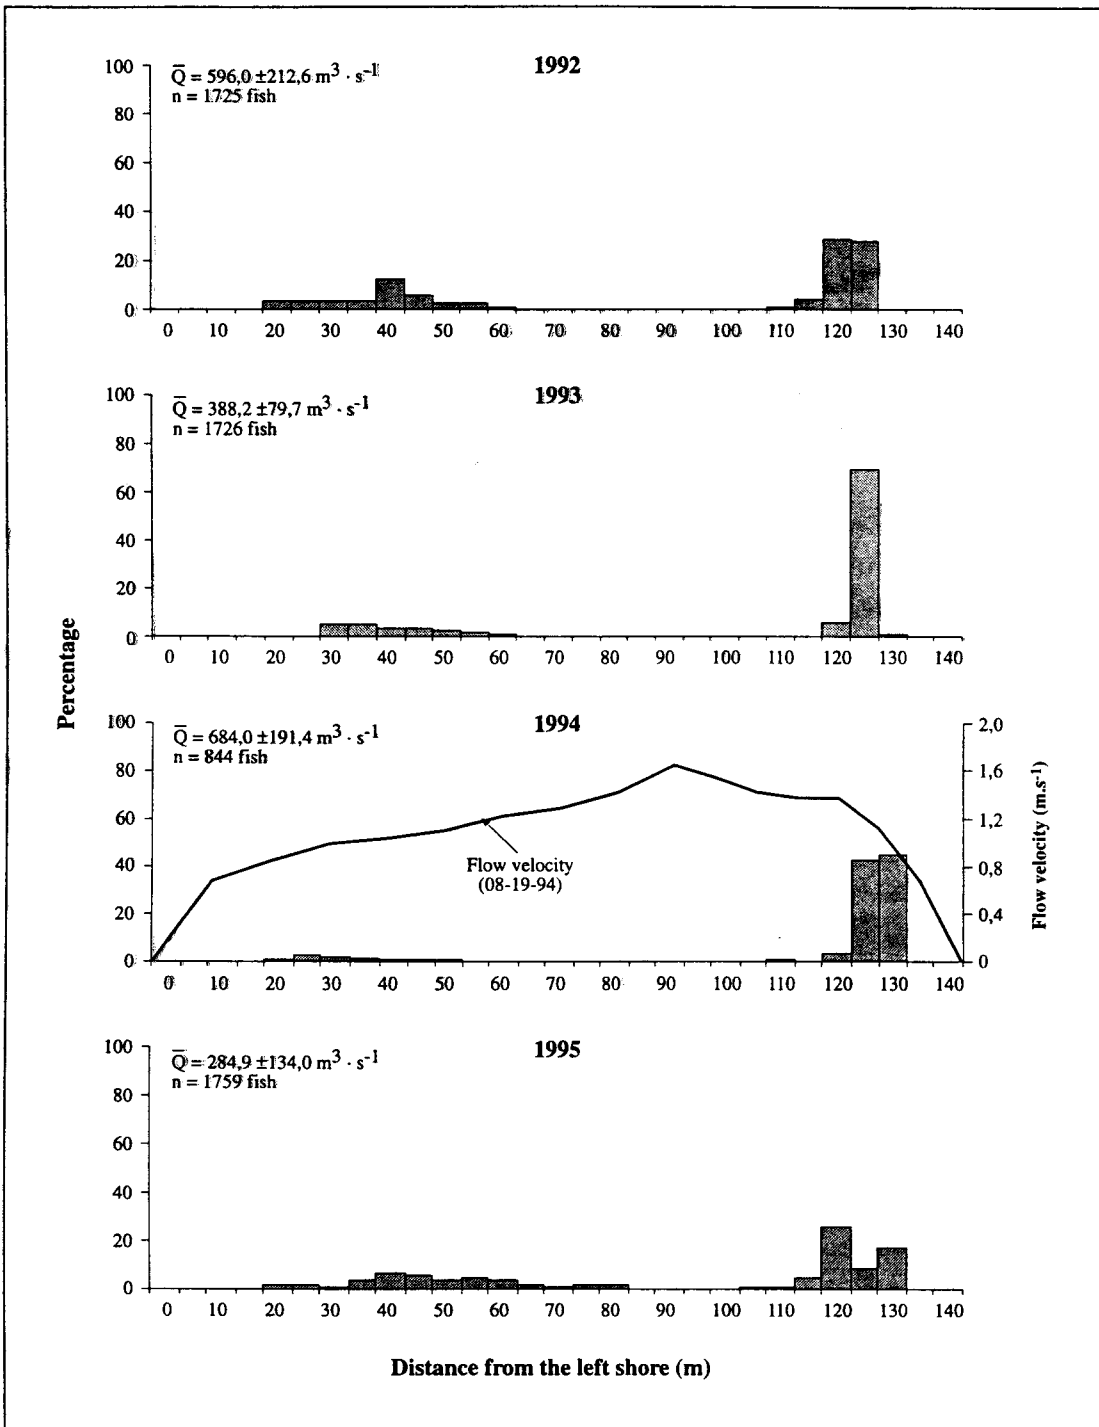 1992
Q̅ = 596,0 ±212,6 m³ · s⁻¹
n = 1725 fish
100
80
60
40
20
0
0 10 20 30 40 50 60 70 80 90 100 110 120 130 140
1993
Q̅ = 388,2 ±79,7 m³ · s⁻¹
n = 1726 fish
100
80
60
40
20
0
0 10 20 30 40 50 60 70 80 90 100 110 120 130 140
Percentage
1994
Q̅ = 684,0 ±191,4 m³ · s⁻¹
n = 844 fish
100
80
60
40
20
0
Flow velocity
(08-19-94)
2,0
1,6
1,2
0,8
0,4
0
Flow velocity (m.s⁻¹)
0 10 20 30 40 50 60 70 80 90 100 110 120 130 140
1995
Q̅ = 284,9 ±134,0 m³ · s⁻¹
n = 1759 fish
100
80
60
40
20
0
0 10 20 30 40 50 60 70 80 90 100 110 120 130 140
Distance from the left shore (m)